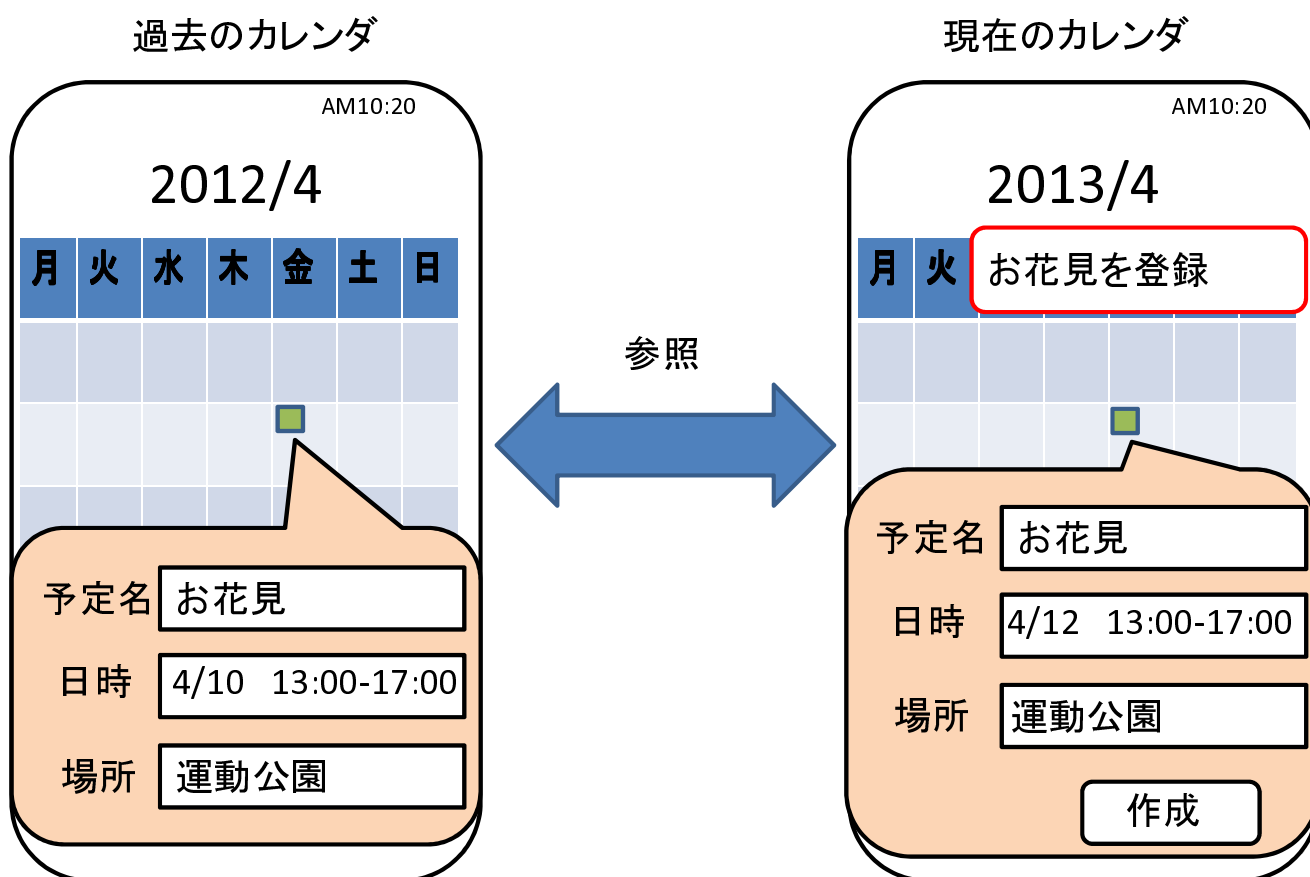 過去のカレンダ
AM10:20
2012/4
月 火 水 木 金 土 日
予定名 お花見
日時 4/10 13:00-17:00
場所 運動公園
参照
現在のカレンダ
AM10:20
2013/4
月 火
お花見を登録
予定名 お花見
日時 4/12 13:00-17:00
場所 運動公園
作成